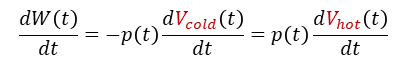 dW(t)/dt = −p(t) dV_cold(t)/dt = p(t) dV_hot(t)/dt